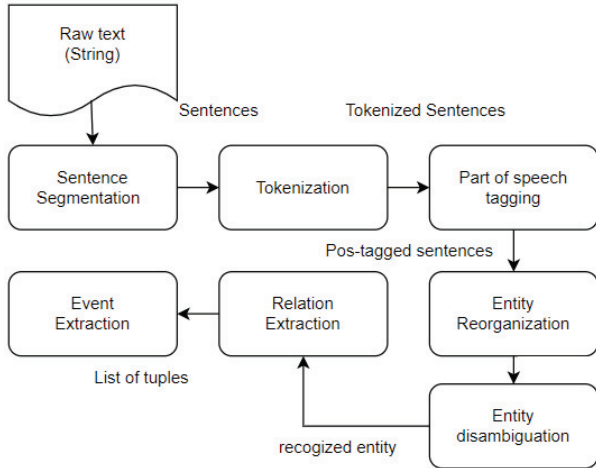 Raw text
(String)
Sentences
Tokenized Sentences
Sentence
Segmentation
Tokenization
Part of speech
tagging
Pos-tagged sentences
Event
Extraction
Relation
Extraction
Entity
Reorganization
List of tuples
Entity
disambiguation
recogized entity